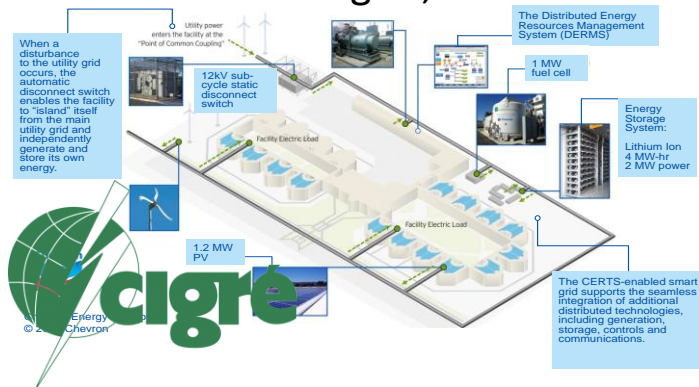 Utility power
enters the facility at the
"Point of Common Coupling"
When a
disturbance
to the utility grid
occurs, the
automatic
disconnect switch
enables the facility
to "island" itself
from the main
utility grid and
independently
generate and
store its own
energy.
12kV sub-
cycle static
disconnect
switch
The Distributed Energy
Resources Management
System (DERMS)
1 MW
fuel cell
Energy
Storage
System:
Lithium Ion
4 MW-hr
2 MW power
Facility Electric Load
Facility Electric Load
1.2 MW
PV
The CERTS-enabled smart
grid supports the seamless
integration of additional
distributed technologies,
including generation,
storage, controls and
communications.
cigré
Energy
© Chevron